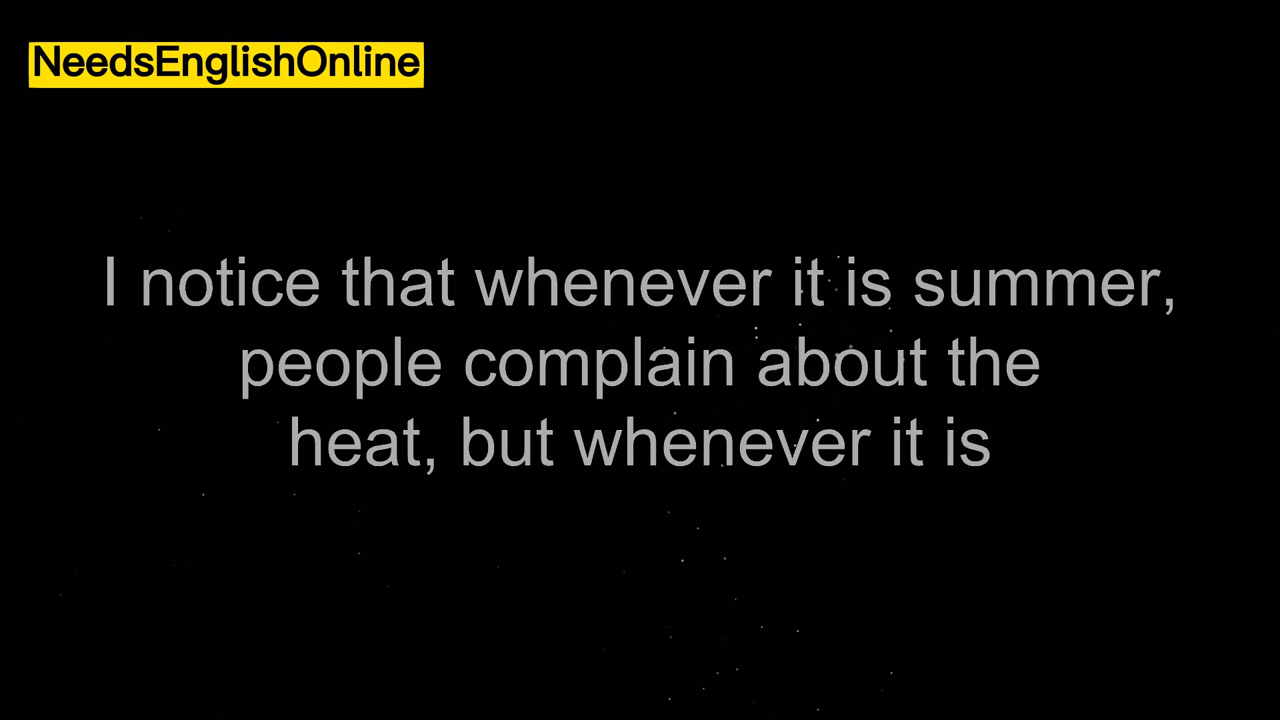 NeedsEnglishOnline
I notice that whenever it is summer,
people complain about the
heat, but whenever it is